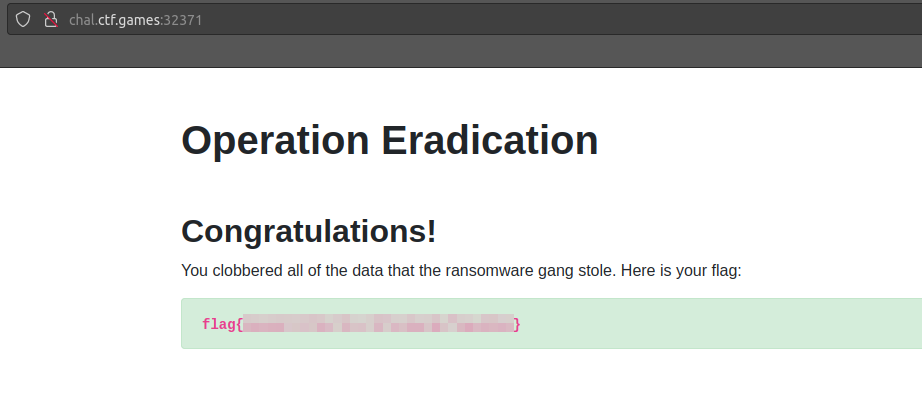 chal.ctf.games:32371
Operation Eradication
Congratulations!
You clobbered all of the data that the ransomware gang stole. Here is your flag:
flag{}